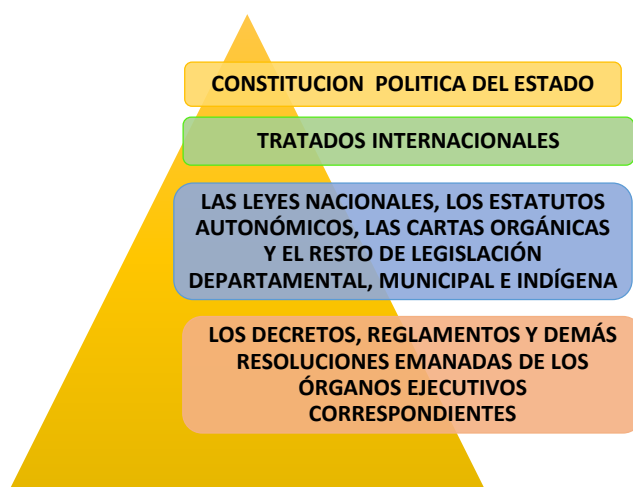 CONSTITUCION POLITICA DEL ESTADO
TRATADOS INTERNACIONALES
LAS LEYES NACIONALES, LOS ESTATUTOS
AUTONÓMICOS, LAS CARTAS ORGÁNICAS
Y EL RESTO DE LEGISLACIÓN
DEPARTAMENTAL, MUNICIPAL E INDÍGENA
LOS DECRETOS, REGLAMENTOS Y DEMÁS
RESOLUCIONES EMANADAS DE LOS
ÓRGANOS EJECUTIVOS
CORRESPONDIENTES